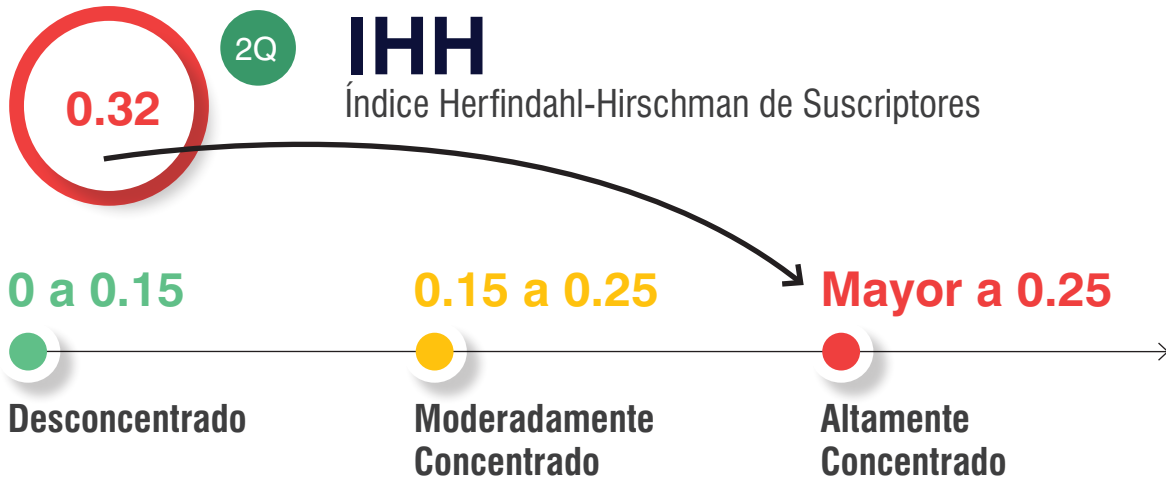 0.32
2Q
IHH
Índice Herfindahl-Hirschman de Suscriptores
0 a 0.15
0.15 a 0.25
Mayor a 0.25
Desconcentrado
Moderadamente
Concentrado
Altamente
Concentrado